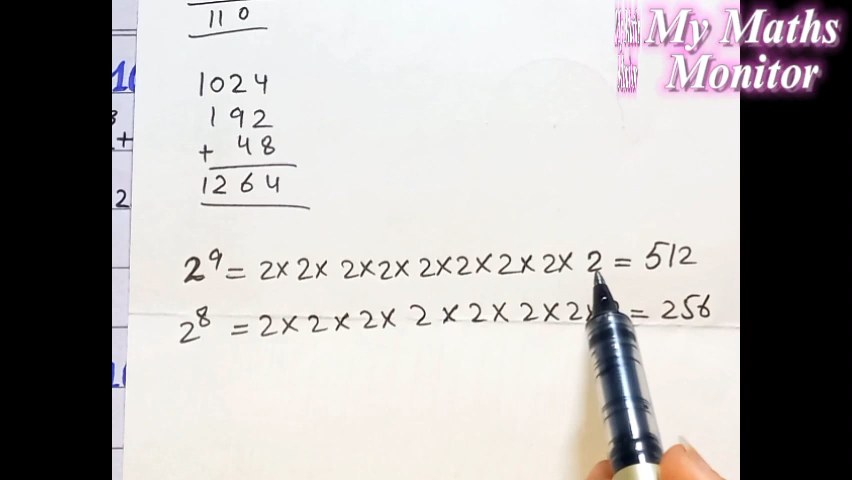 My Maths
Monitor
110
1024
192
+ 48
1264
2⁹ = 2× 2× 2×2× 2×2× 2× 2× 2 = 512
2⁸ = 2× 2× 2× 2 × 2× 2× 2× = 256
+
2